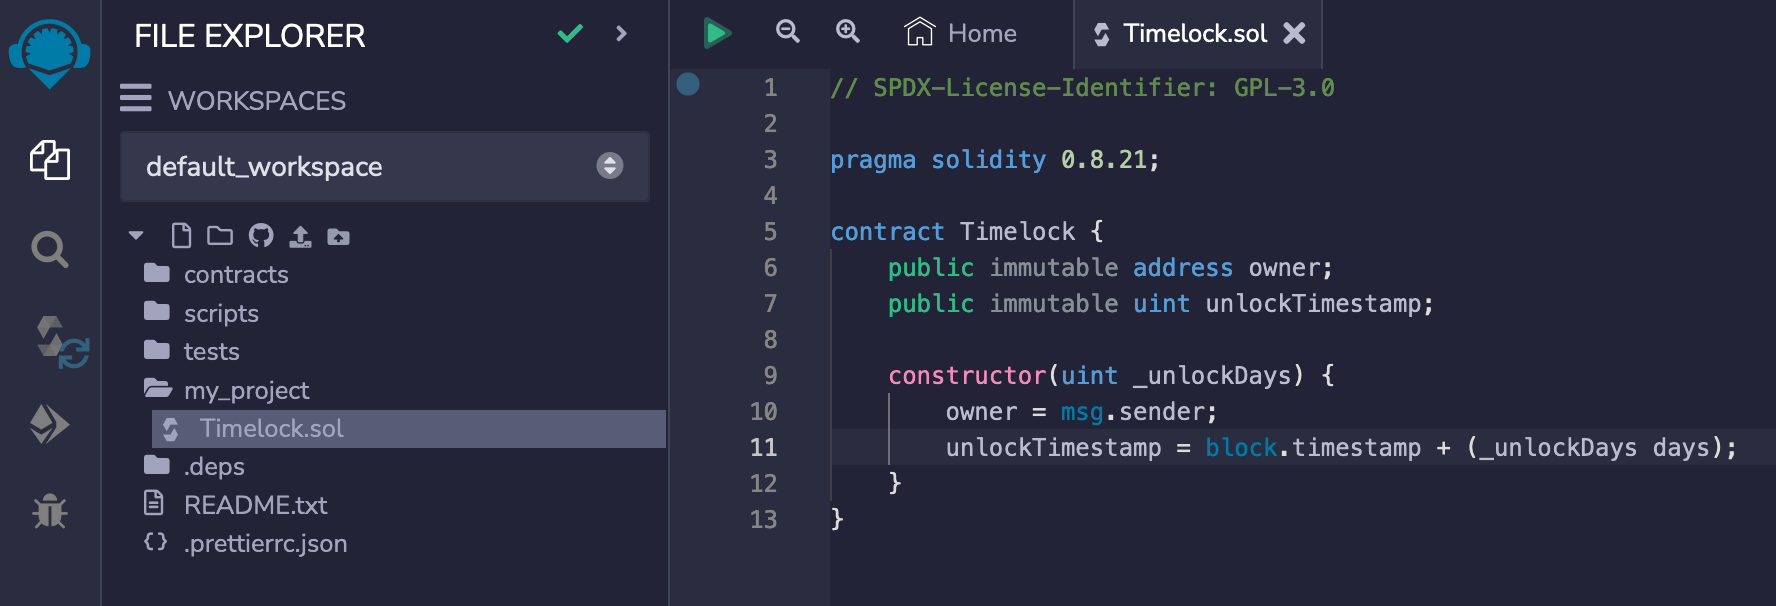 FILE EXPLORER
WORKSPACES
default_workspace
contracts
scripts
tests
my_project
Timelock.sol
.deps
README.txt
{} .prettierrc.json
Home
Timelock.sol
1 // SPDX-License-Identifier: GPL-3.0
2
3 pragma solidity 0.8.21;
4
5 contract Timelock {
6     public immutable address owner;
7     public immutable uint unlockTimestamp;
8
9     constructor(uint _unlockDays) {
10         owner = msg.sender;
11         unlockTimestamp = block.timestamp + (_unlockDays days);
12     }
13 }